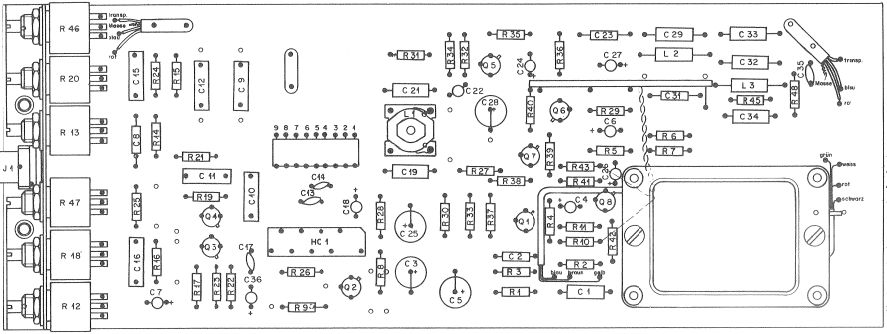 R 46
transp.
Masse
blau
rot
R 20
R 13
J 1
R 47
R 18
R 12
C 15
R 24
R 15
C 12
C 9
C 8
R 14
R 21
C 11
R 19
C 10
R 25
Q 4
Q 3
C 17
C 16
R 16
C 7
+
R 17
R 23
R 22
C 36
+
9 8 7 6 5 4 3 2 1
C 14
C 13
C 18
+
HC 1
R 26
R 9
Q 2
R 31
C 21
L 1
C 19
R 28
C 25
R 8
C 3
R 34
R 32
Q 5
C 22
C 28
R 35
C 24
+
R 27
R 38
R 30
R 33
R 37
C 5
R 36
C 23
C 27
+
R 40
Q 6
R 29
C 6
+
Q 7
R 39
R 5
R 43
R 41
C 26
Q 1
R 4
C 4
+
Q 8
R 11
R 10
R 42
C 2
R 3
R 1
R 2
blau braun gelb
C 1
C 29
L 2
C 31
R 6
R 7
C 33
C 32
L 3
R 45
C 34
R 48
C 35
Masse
transp.
blau
rot
grün
weiss
rot
schwarz